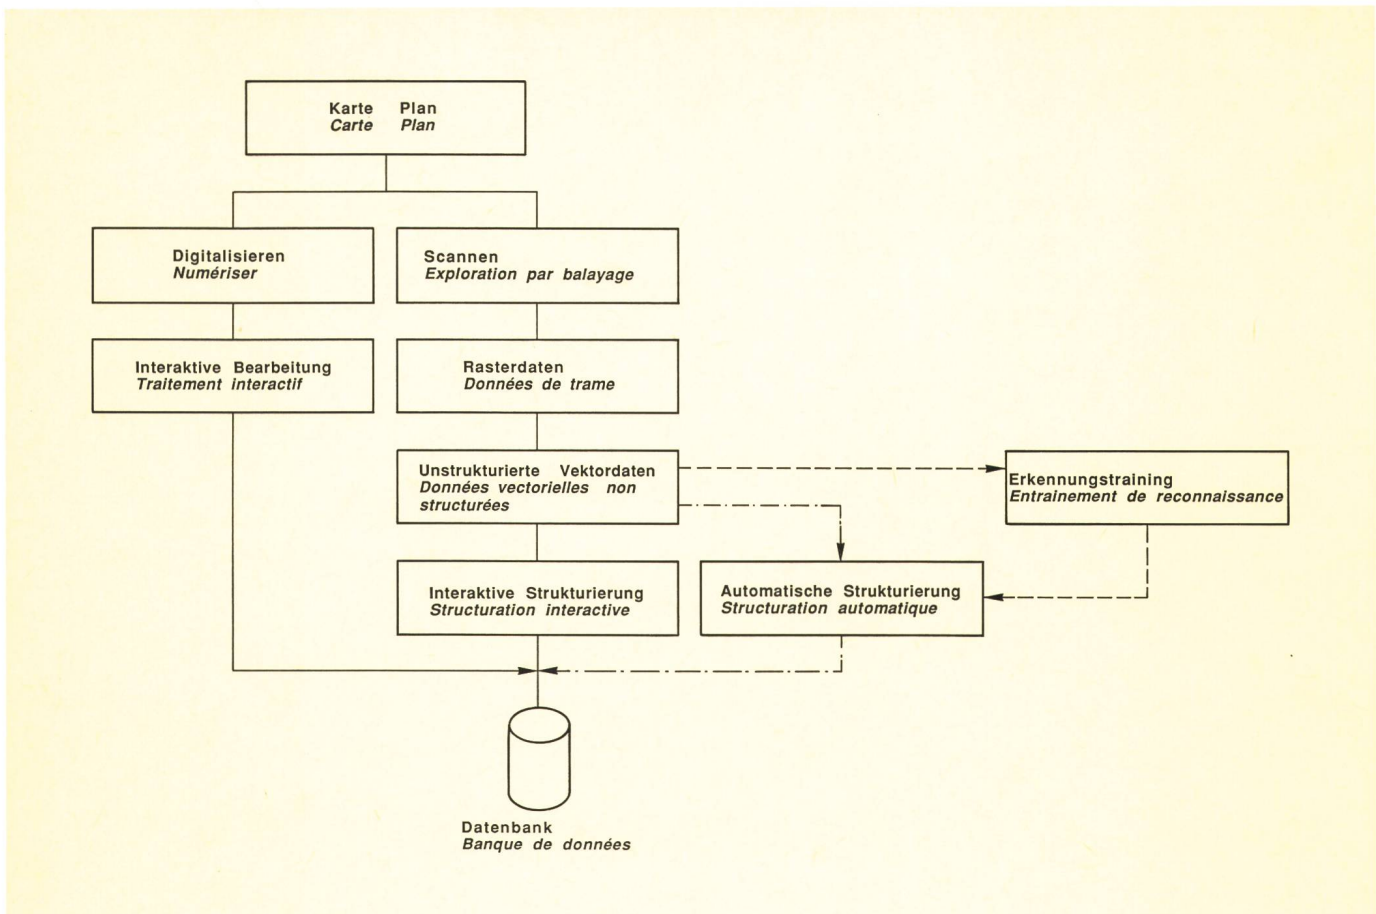 Karte Plan
Carte Plan
Digitalisieren
Numériser
Scannen
Exploration par balayage
Interaktive Bearbeitung
Traitement interactif
Rasterdaten
Données de trame
Unstrukturierte Vektordaten
Données vectorielles non
structurées
Erkennungstraining
Entrainement de reconnaissance
Interaktive Strukturierung
Structuration interactive
Automatische Strukturierung
Structuration automatique
Datenbank
Banque de données